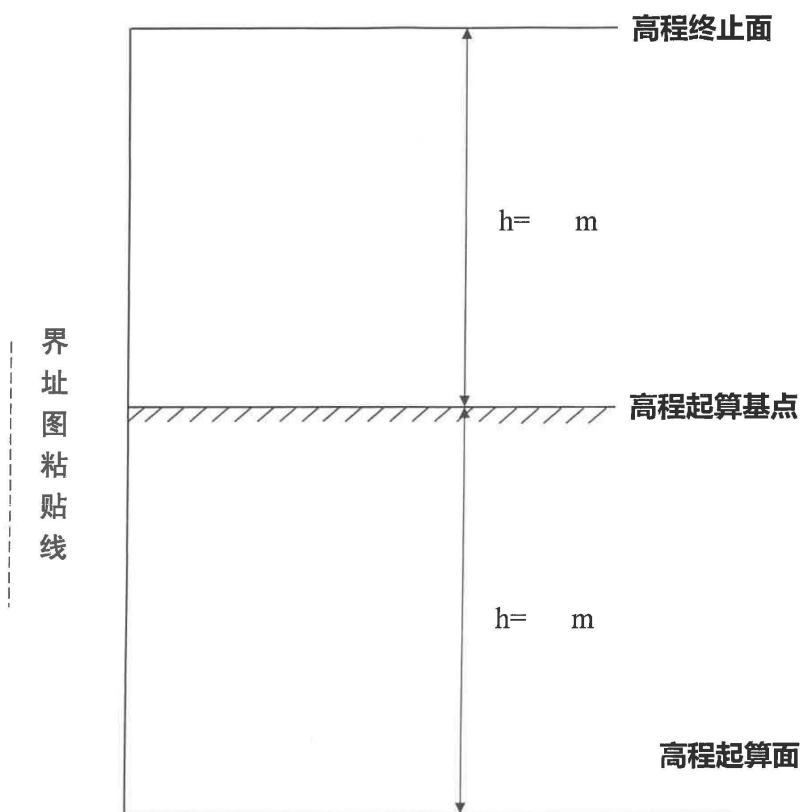 高程终止面
h= m
界址图粘贴线
高程起算基点
h= m
高程起算面